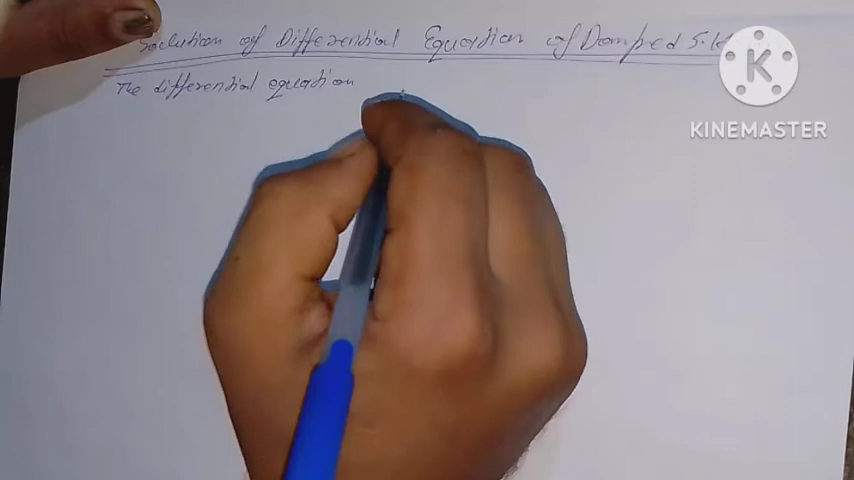 Solution of Differential Equation of Damped S.H
The differential equation
K
KINEMASTER